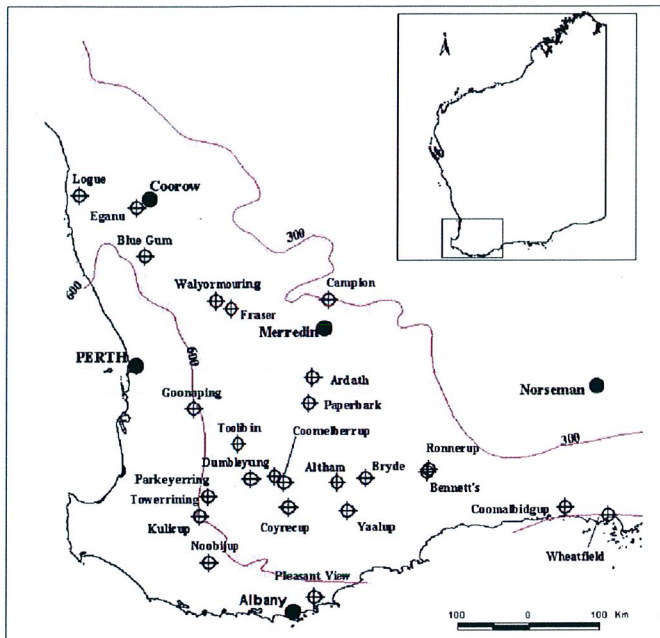 Logue
Coorow
Eganu
Blue Gum
300
600
Walyormouring
Campion
Fraser
Merredin
600
PERTH
Ardath
Norseman
Goonaping
Paperbark
Toolibin
Coomelberrup
300
Ronnerup
Dumbleyung
Altham
Bryde
Parkeyerring
Bennett's
Towerrining
Coomalbidgup
Kulicup
Coyrecup
Yaalup
Noobijup
Wheatfield
Pleasant View
Albany
100 0 100 Km